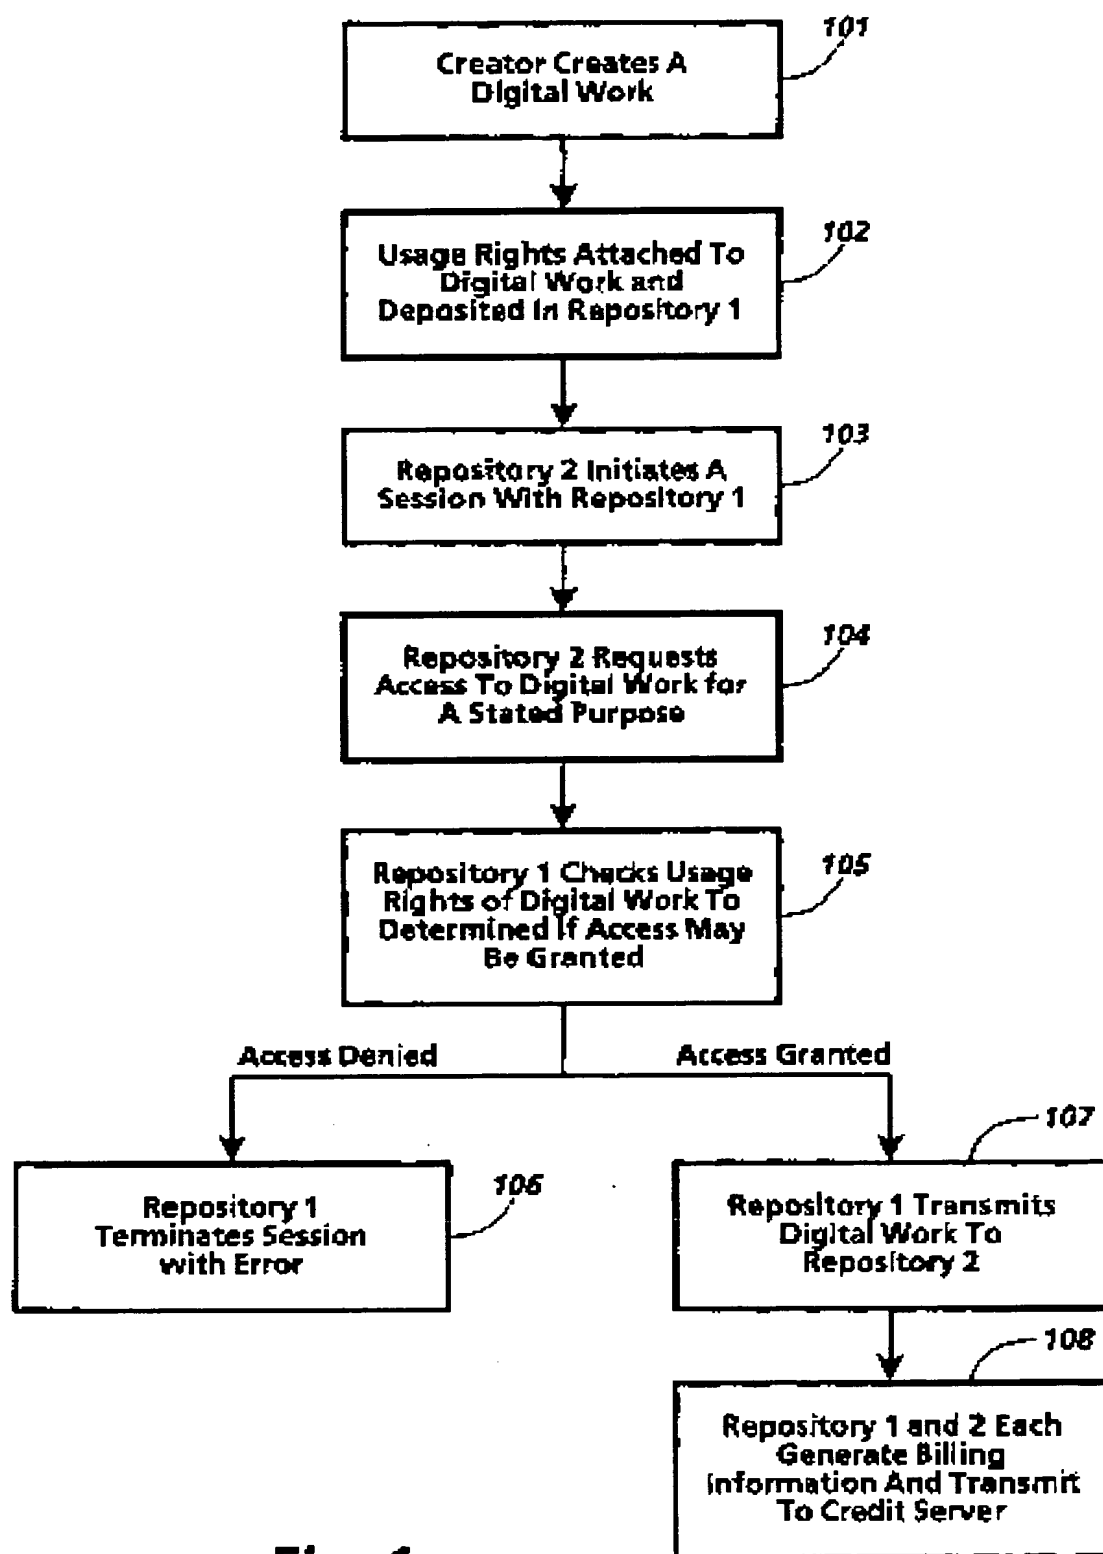 101
Creator Creates A
Digital Work
102
Usage Rights Attached To
Digital Work and
Deposited In Repository 1
103
Repository 2 Initiates A
Session With Repository 1
104
Repository 2 Requests
Access To Digital Work for
A Stated Purpose
105
Repository 1 Checks Usage
Rights of Digital Work To
Determined If Access May
Be Granted
Access Denied
Access Granted
106
Repository 1
Terminates Session
with Error
107
Repository 1 Transmits
Digital Work To
Repository 2
108
Repository 1 and 2 Each
Generate Billing
Information And Transmit
To Credit Server